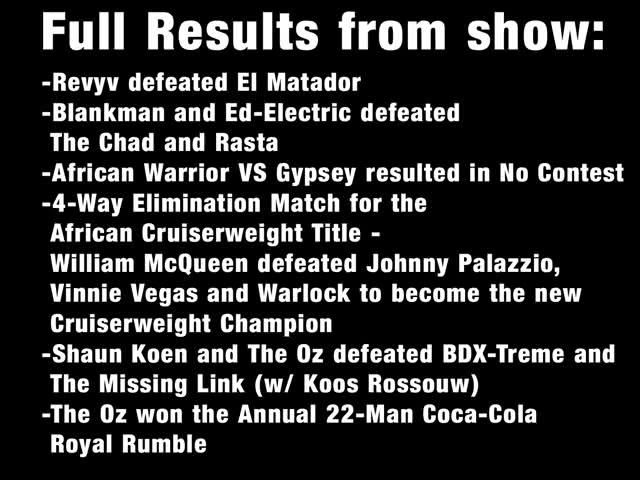 Full Results from show:
-Revyv defeated El Matador
-Blankman and Ed-Electric defeated
The Chad and Rasta
-African Warrior VS Gypsey resulted in No Contest
-4-Way Elimination Match for the
African Cruiserweight Title -
William McQueen defeated Johnny Palazzio,
Vinnie Vegas and Warlock to become the new
Cruiserweight Champion
-Shaun Koen and The Oz defeated BDX-Treme and
The Missing Link (w/ Koos Rossouw)
-The Oz won the Annual 22-Man Coca-Cola
Royal Rumble